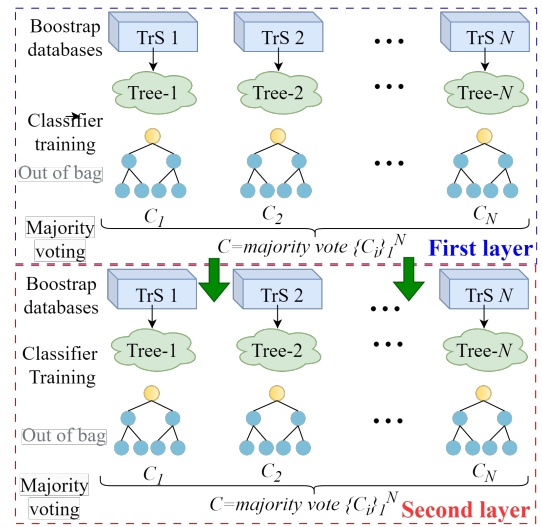 Boostrap databases
TrS 1
TrS 2
TrS N
Tree-1
Tree-2
Tree-N
Classifier training
Out of bag
C1
C2
CN
Majority voting
C=majority vote {Ci}1N
First layer
Boostrap databases
TrS 1
TrS 2
TrS N
Tree-1
Tree-2
Tree-N
Classifier Training
Out of bag
C1
C2
CN
Majority voting
C=majority vote {Ci}1N
Second layer